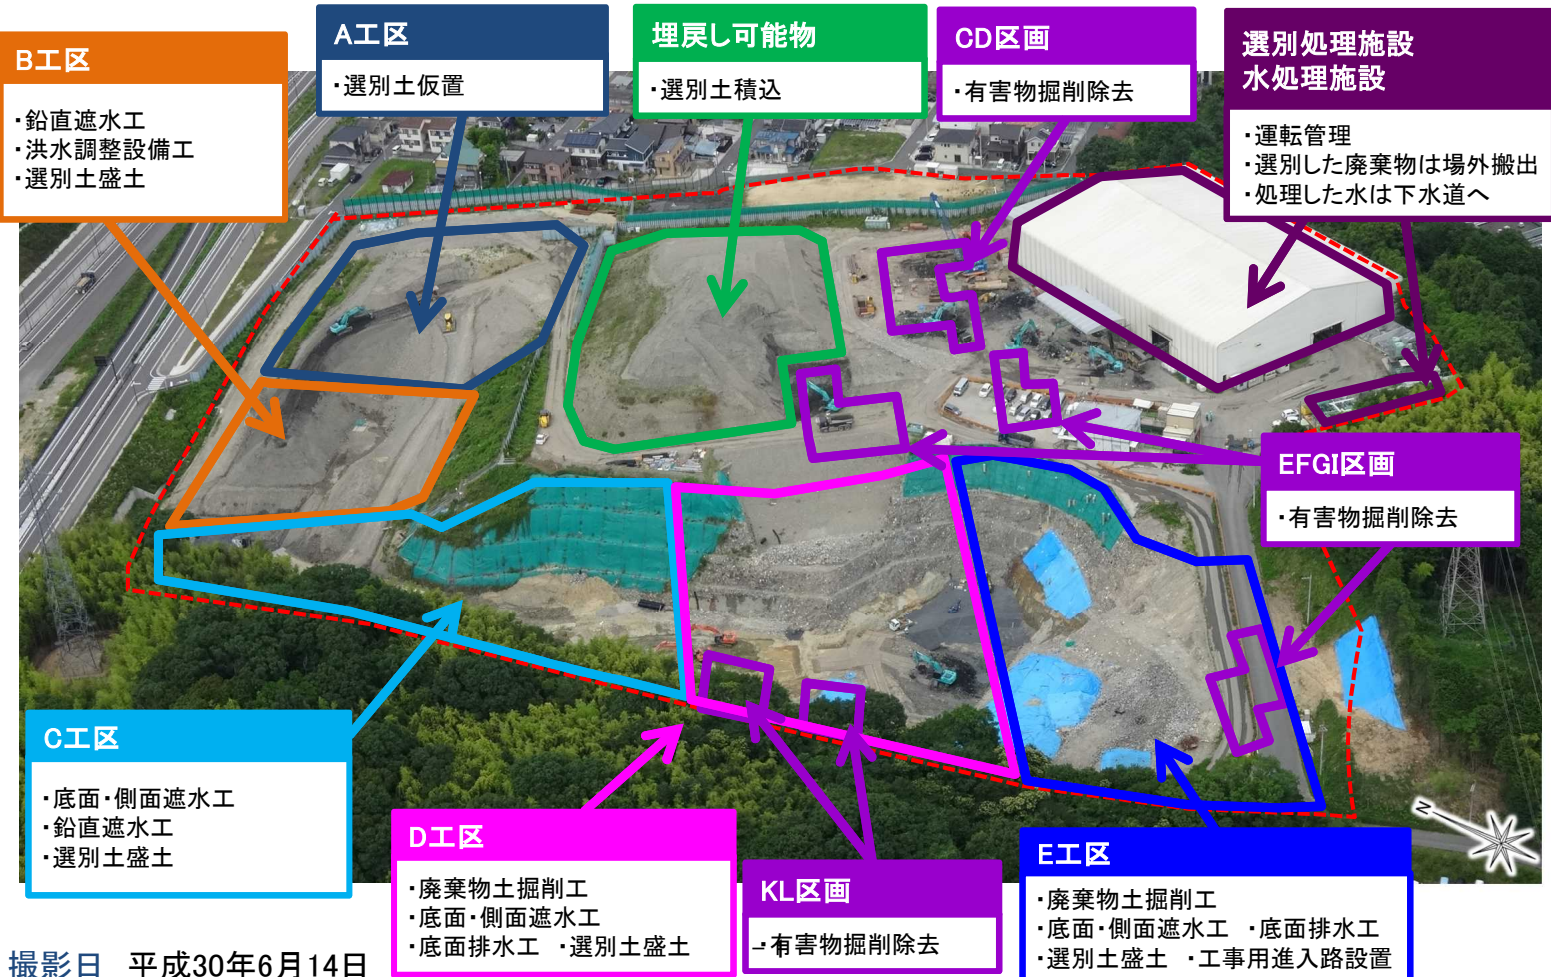 B工区
・鉛直遮水工
・洪水調整設備工
・選別土盛土
A工区
・選別土仮置
埋戻し可能物
・選別土積込
CD区画
・有害物掘削除去
選別処理施設
水処理施設
・運転管理
・選別した廃棄物は場外搬出
・処理した水は下水道へ
EFGI区画
・有害物掘削除去
C工区
・底面・側面遮水工
・鉛直遮水工
・選別土盛土
D工区
・廃棄物土掘削工
・底面・側面遮水工
・底面排水工 ・選別土盛土
KL区画
・有害物掘削除去
E工区
・廃棄物土掘削工
・底面・側面遮水工 ・底面排水工
・選別土盛土 ・工事用進入路設置
N
撮影日 平成30年6月14日